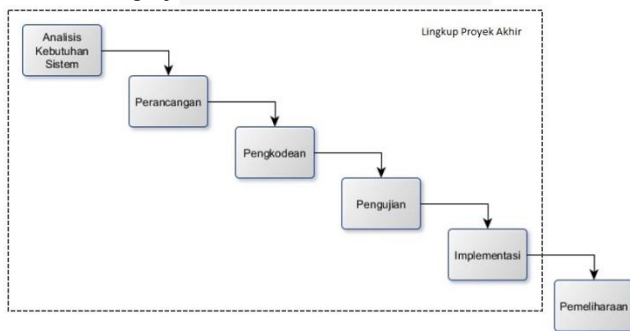 Lingkup Proyek Akhir
Analisis
Kebutuhan
Sistem
Perancangan
Pengkodean
Pengujian
Implementasi
Pemeliharaan